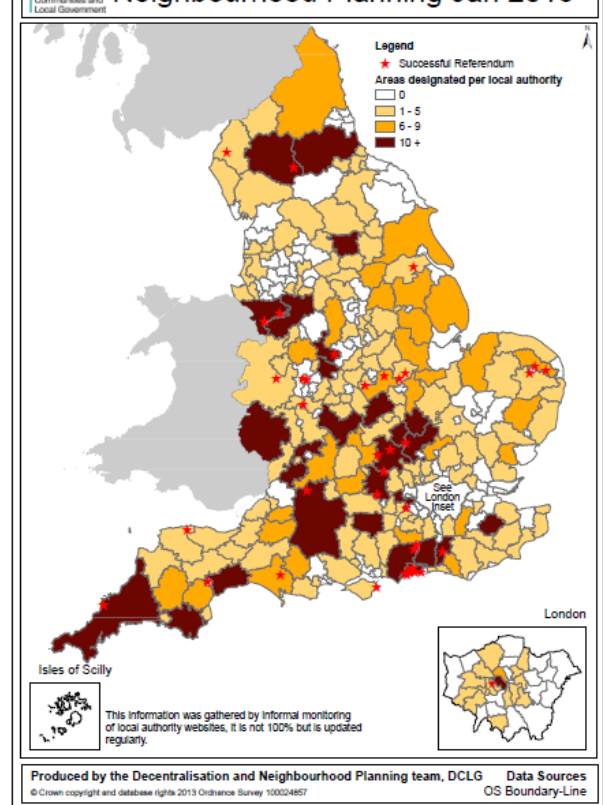 Communities and
Local Government
Neighbourhood Planning Jan 2015
N
Legend
Successful Referendum
Areas designated per local authority
0
1 - 5
6 - 9
10 +
See
London
Inset
London
Isles of Scilly
This information was gathered by informal monitoring
of local authority websites, it is not 100% but is updated
regularly.
Produced by the Decentralisation and Neighbourhood Planning team, DCLG
Data Sources
© Crown copyright and database rights 2013 Ordnance Survey 100024857
OS Boundary-Line